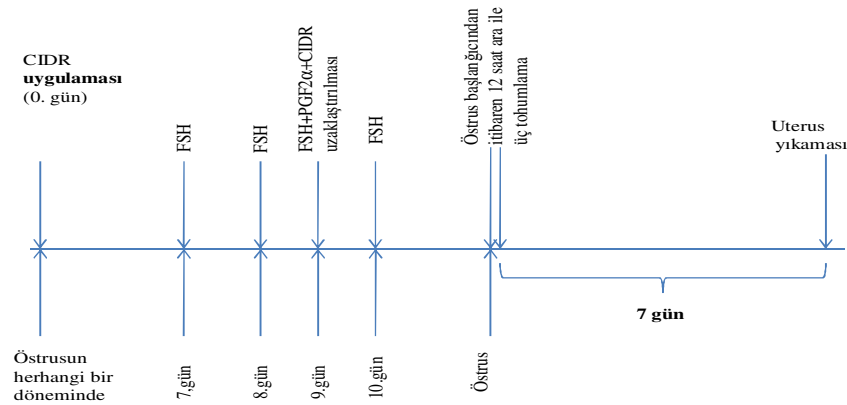 CIDR
uygulaması
(0. gün)
FSH
FSH
FSH+PGF2α+CIDR
uzaklaştırılması
FSH
Östrus başlangıcından
itibaren 12 saat ara ile
üç tohumlama
Uterus
yıkaması
7 gün
Östrusun
herhangi bir
döneminde
7,gün
8.gün
9.gün
10.gün
Östrus